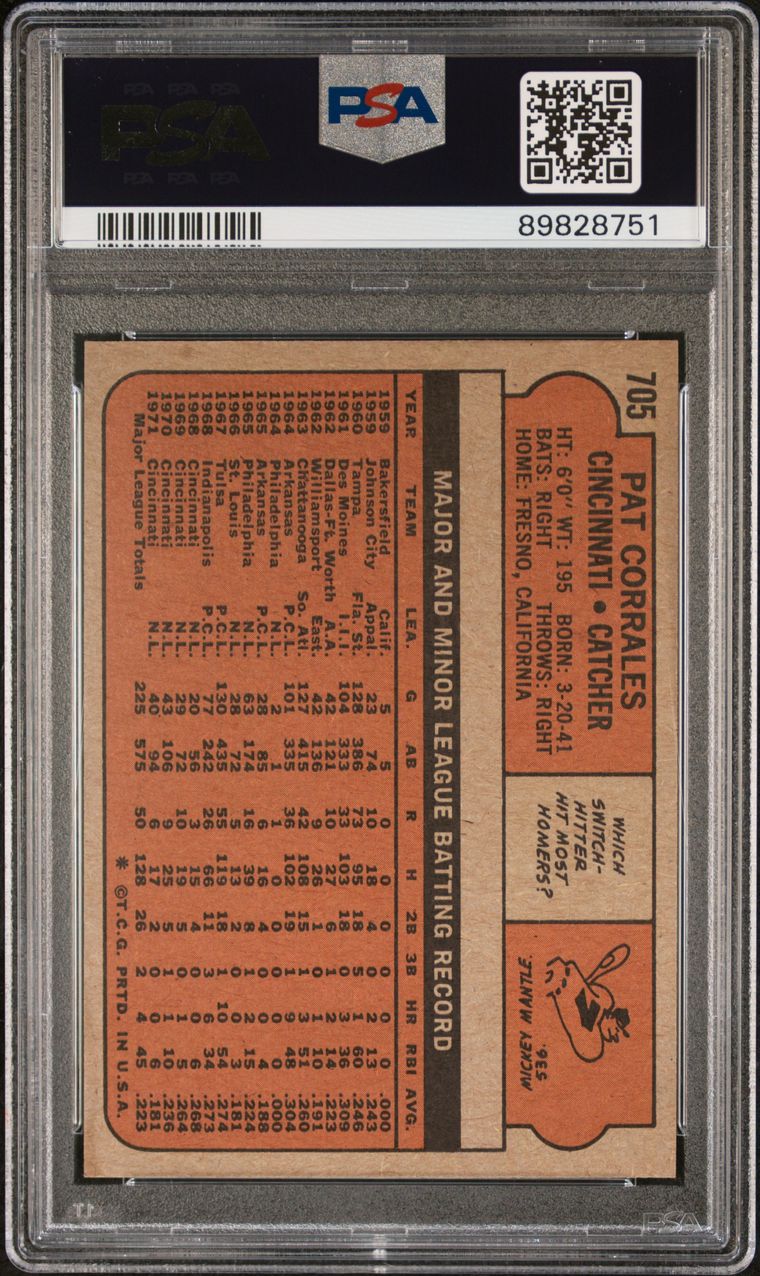 PSA PSA PSA
PSA
PSA PSA PSA
PSA
89828751
705
PAT CORRALES
CINCINNATI • CATCHER
HT: 6'0" WT: 195 BORN: 3-20-41
BATS: RIGHT THROWS: RIGHT
HOME: FRESNO, CALIFORNIA
WHICH
SWITCH-
HITTER
HIT MOST
HOMERS?
536.
MICKEY MANTLE.
MAJOR AND MINOR LEAGUE BATTING RECORD
YEAR TEAM LEA. G AB R H 2B 3B HR RBI AVG.
1959 Bakersfield Calif. 5 5 0 0 0 0 0 0 .000
1959 Johnson City Appal. 23 74 10 18 4 0 2 13 .243
1960 Tampa Fla. St. 128 386 73 95 18 5 1 60 .246
1961 Des Moines I.I.I. 104 333 33 103 18 0 3 36 .309
1962 Dallas-Ft. Worth A.A. 42 121 10 27 6 1 2 14 .223
1962 Williamsport East. 42 136 9 26 1 0 1 10 .191
1963 Chattanooga So. Atl. 127 415 42 108 15 1 3 51 .260
1964 Arkansas P.C.L. 101 335 36 102 19 1 9 48 .304
1964 Philadelphia N.L. 2 1 1 0 0 0 0 0 .000
1965 Arkansas P.C.L. 28 85 6 16 4 0 0 4 .188
1965 Philadelphia N.L. 63 174 16 39 8 1 2 15 .224
1966 St. Louis N.L. 28 72 5 13 2 0 0 3 .181
1967 Tulsa P.C.L. 130 435 55 119 18 1 10 54 .274
1968 Indianapolis P.C.L. 77 242 26 66 11 3 6 34 .273
1968 Cincinnati N.L. 20 56 3 15 4 0 0 6 .268
1969 Cincinnati N.L. 29 72 10 19 5 0 1 5 .264
1970 Cincinnati N.L. 43 106 9 25 5 1 1 10 .236
1971 Cincinnati N.L. 40 94 6 17 2 0 0 6 .181
Major League Totals 225 575 50 128 26 2 4 45 .223
* ©T.C.G. PRTD. IN U.S.A.
PSA